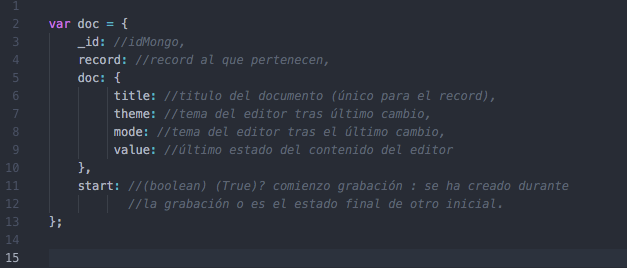 1
2 var doc = {
3 _id: //idMongo,
4 record: //record al que pertenecen,
5 doc: {
6 title: //titulo del documento (único para el record),
7 theme: //tema del editor tras último cambio,
8 mode: //tema del editor tras el último cambio,
9 value: //último estado del contenido del editor
10 },
11 start: //(boolean) (True)? comienzo grabación : se ha creado durante
12 //la grabación o es el estado final de otro inicial.
13 };
14
15